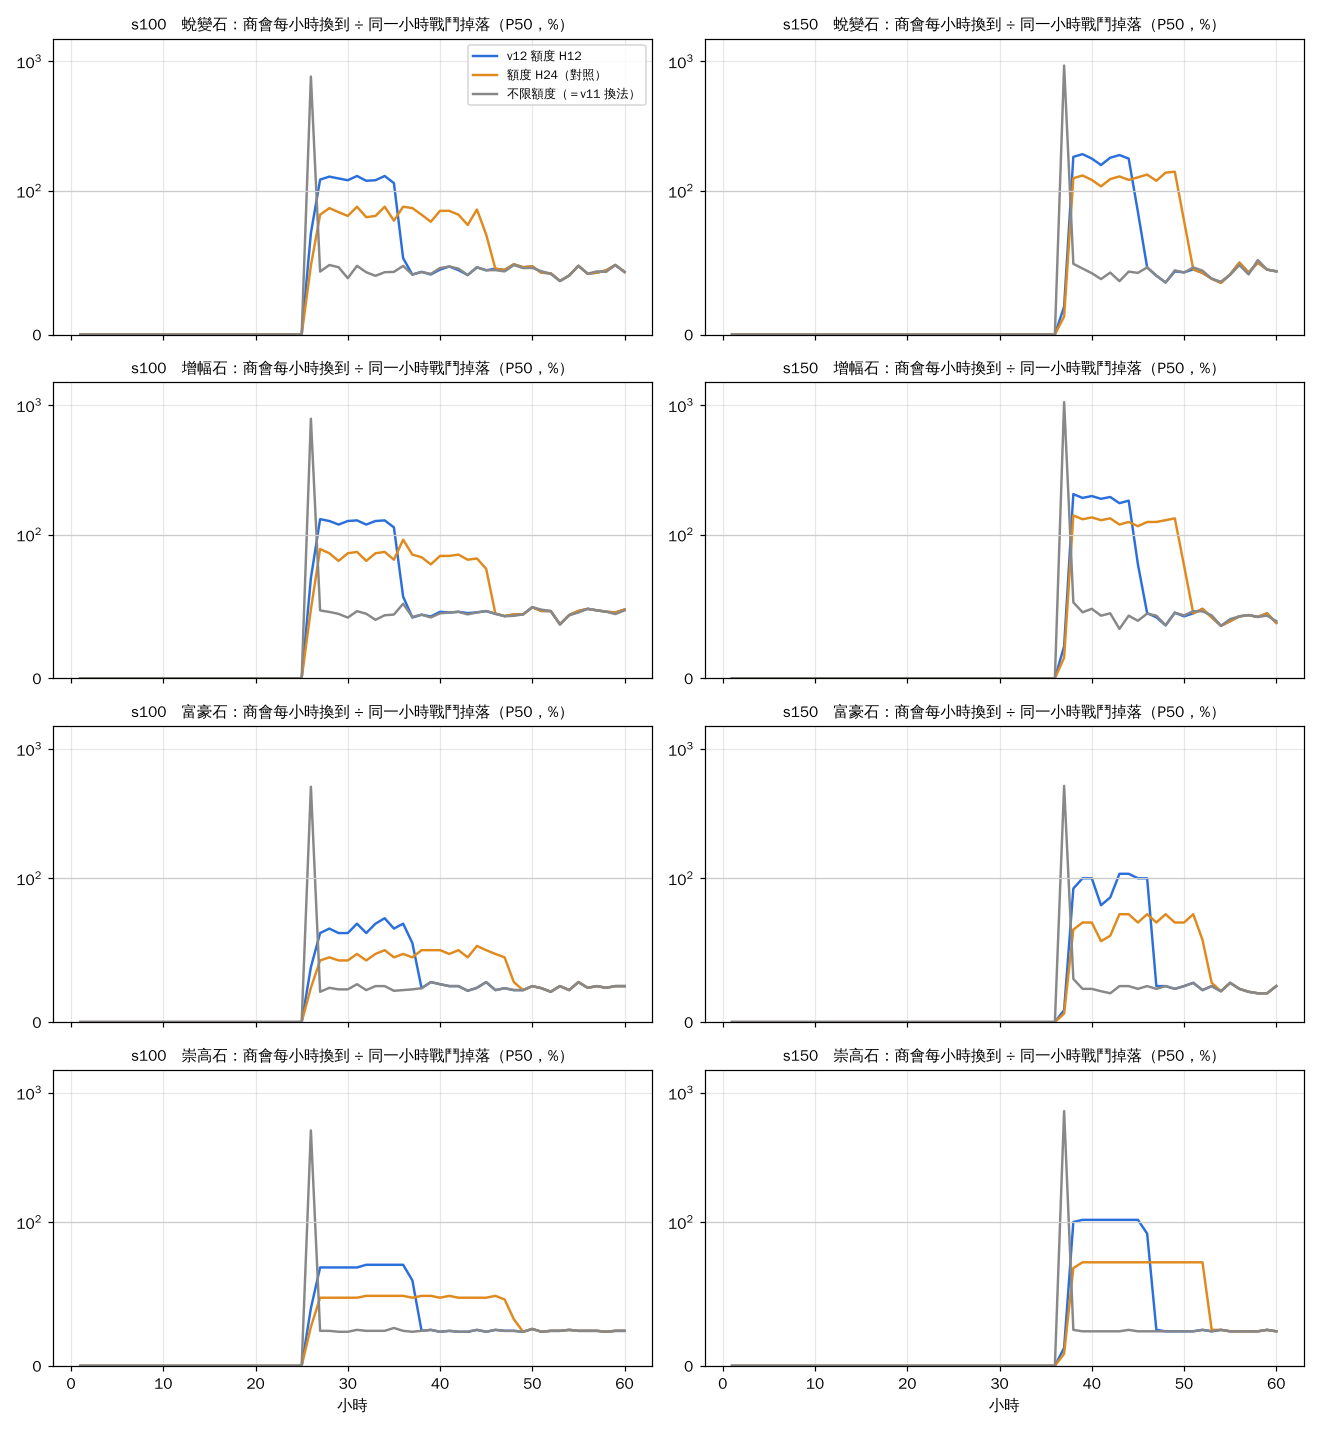 s100 蛻變石：商會每小時換到 ÷ 同一小時戰鬥掉落（P50，%）
10³
10²
0
v12 額度 H12
額度 H24（對照）
不限額度（＝v11 換法）
s150 蛻變石：商會每小時換到 ÷ 同一小時戰鬥掉落（P50，%）
10³
10²
0
s100 增幅石：商會每小時換到 ÷ 同一小時戰鬥掉落（P50，%）
10³
10²
0
s150 增幅石：商會每小時換到 ÷ 同一小時戰鬥掉落（P50，%）
10³
10²
0
s100 富豪石：商會每小時換到 ÷ 同一小時戰鬥掉落（P50，%）
10³
10²
0
s150 富豪石：商會每小時換到 ÷ 同一小時戰鬥掉落（P50，%）
10³
10²
0
s100 崇高石：商會每小時換到 ÷ 同一小時戰鬥掉落（P50，%）
10³
10²
0
0 10 20 30 40 50 60
小時
s150 崇高石：商會每小時換到 ÷ 同一小時戰鬥掉落（P50，%）
10³
10²
0
0 10 20 30 40 50 60
小時